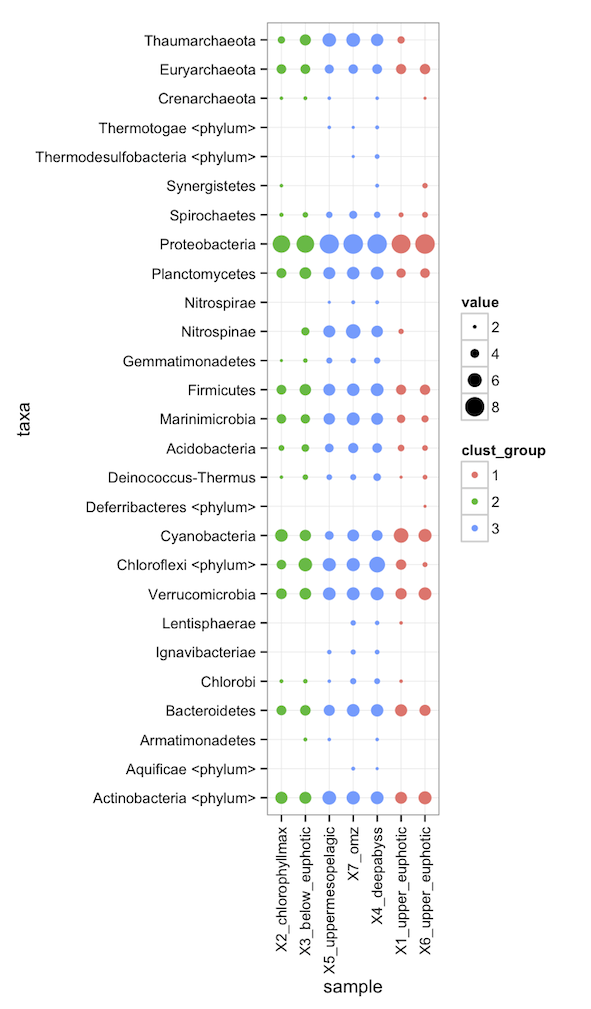 Thaumarchaeota
Euryarchaeota
Crenarchaeota
Thermotogae <phylum>
Thermodesulfobacteria <phylum>
Synergistetes
Spirochaetes
Proteobacteria
Planctomycetes
Nitrospirae
Nitrospinae
Gemmatimonadetes
Firmicutes
Marinimicrobia
Acidobacteria
Deinococcus-Thermus
Deferribacteres <phylum>
Cyanobacteria
Chloroflexi <phylum>
Verrucomicrobia
Lentisphaerae
Ignavibacteriae
Chlorobi
Bacteroidetes
Armatimonadetes
Aquificae <phylum>
Actinobacteria <phylum>
taxa
X2_chlorophyllmax
X3_below_euphotic
X5_uppermesopelagic
X7_omz
X4_deepabyss
X1_upper_euphotic
X6_upper_euphotic
sample
value
2
4
6
8
clust_group
1
2
3